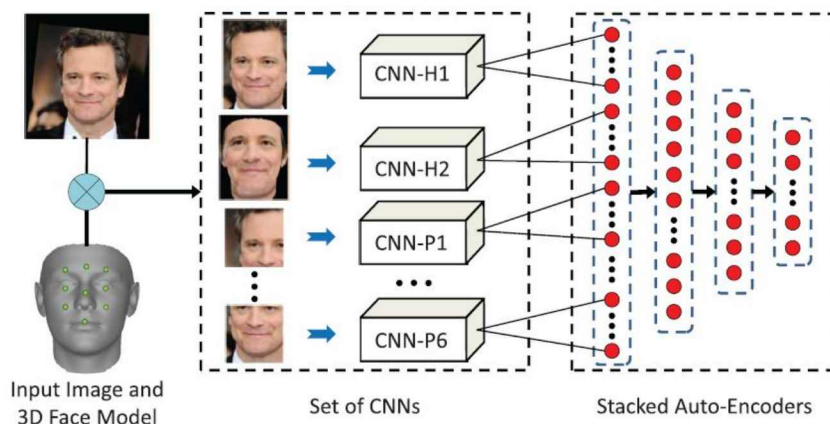 CNN-H1
CNN-H2
CNN-P1
CNN-P6
Input Image and
3D Face Model
Set of CNNs
Stacked Auto-Encoders